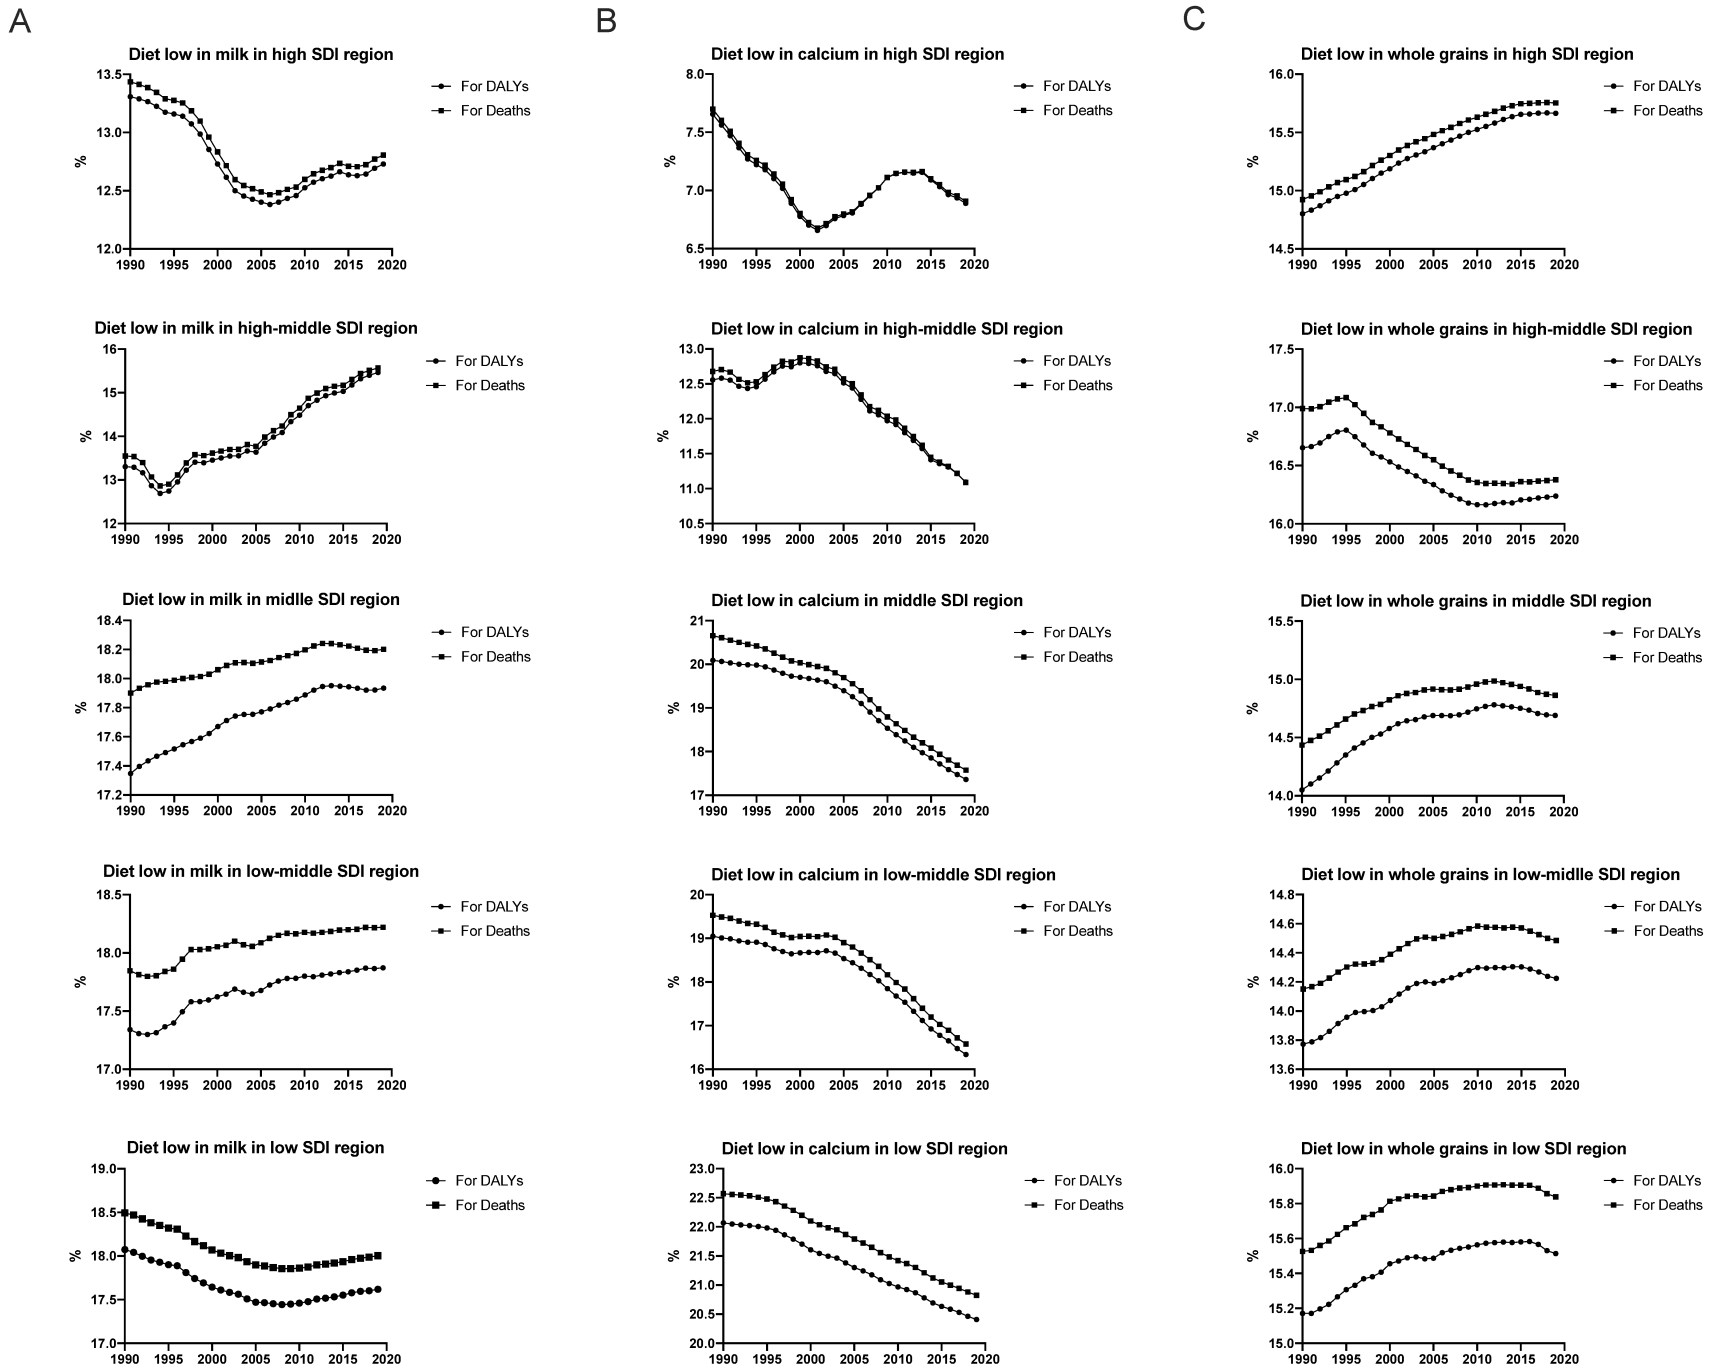 A
B
C
Diet low in milk in high SDI region
13.5
13.0
12.5
12.0
%
1990 1995 2000 2005 2010 2015 2020
For DALYs
For Deaths
Diet low in calcium in high SDI region
8.0
7.5
7.0
6.5
%
1990 1995 2000 2005 2010 2015 2020
For DALYs
For Deaths
Diet low in whole grains in high SDI region
16.0
15.5
15.0
14.5
%
1990 1995 2000 2005 2010 2015 2020
For DALYs
For Deaths
Diet low in milk in high-middle SDI region
16
15
14
13
12
%
1990 1995 2000 2005 2010 2015 2020
For DALYs
For Deaths
Diet low in calcium in high-middle SDI region
13.0
12.5
12.0
11.5
11.0
10.5
%
1990 1995 2000 2005 2010 2015 2020
For DALYs
For Deaths
Diet low in whole grains in high-middle SDI region
17.5
17.0
16.5
16.0
%
1990 1995 2000 2005 2010 2015 2020
For DALYs
For Deaths
Diet low in milk in midlle SDI region
18.4
18.2
18.0
17.8
17.6
17.4
17.2
%
1990 1995 2000 2005 2010 2015 2020
For DALYs
For Deaths
Diet low in calcium in middle SDI region
21
20
19
18
17
%
1990 1995 2000 2005 2010 2015 2020
For DALYs
For Deaths
Diet low in whole grains in middle SDI region
15.5
15.0
14.5
14.0
%
1990 1995 2000 2005 2010 2015 2020
For DALYs
For Deaths
Diet low in milk in low-middle SDI region
18.5
18.0
17.5
17.0
%
1990 1995 2000 2005 2010 2015 2020
For DALYs
For Deaths
Diet low in calcium in low-middle SDI region
20
19
18
17
16
%
1990 1995 2000 2005 2010 2015 2020
For DALYs
For Deaths
Diet low in whole grains in low-midlle SDI region
14.8
14.6
14.4
14.2
14.0
13.8
13.6
%
1990 1995 2000 2005 2010 2015 2020
For DALYs
For Deaths
Diet low in milk in low SDI region
19.0
18.5
18.0
17.5
17.0
%
1990 1995 2000 2005 2010 2015 2020
For DALYs
For Deaths
Diet low in calcium in low SDI region
23.0
22.5
22.0
21.5
21.0
20.5
20.0
%
1990 1995 2000 2005 2010 2015 2020
For DALYs
For Deaths
Diet low in whole grains in low SDI region
16.0
15.8
15.6
15.4
15.2
15.0
%
1990 1995 2000 2005 2010 2015 2020
For DALYs
For Deaths